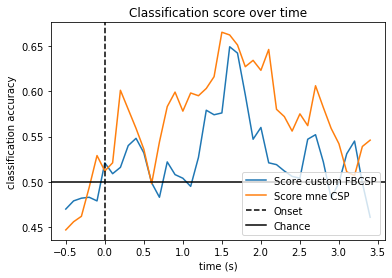 Classification score over time
classification accuracy
0.65
0.60
0.55
0.50
0.45
−0.5 0.0 0.5 1.0 1.5 2.0 2.5 3.0 3.5
time (s)
Score custom FBCSP
Score mne CSP
Onset
Chance